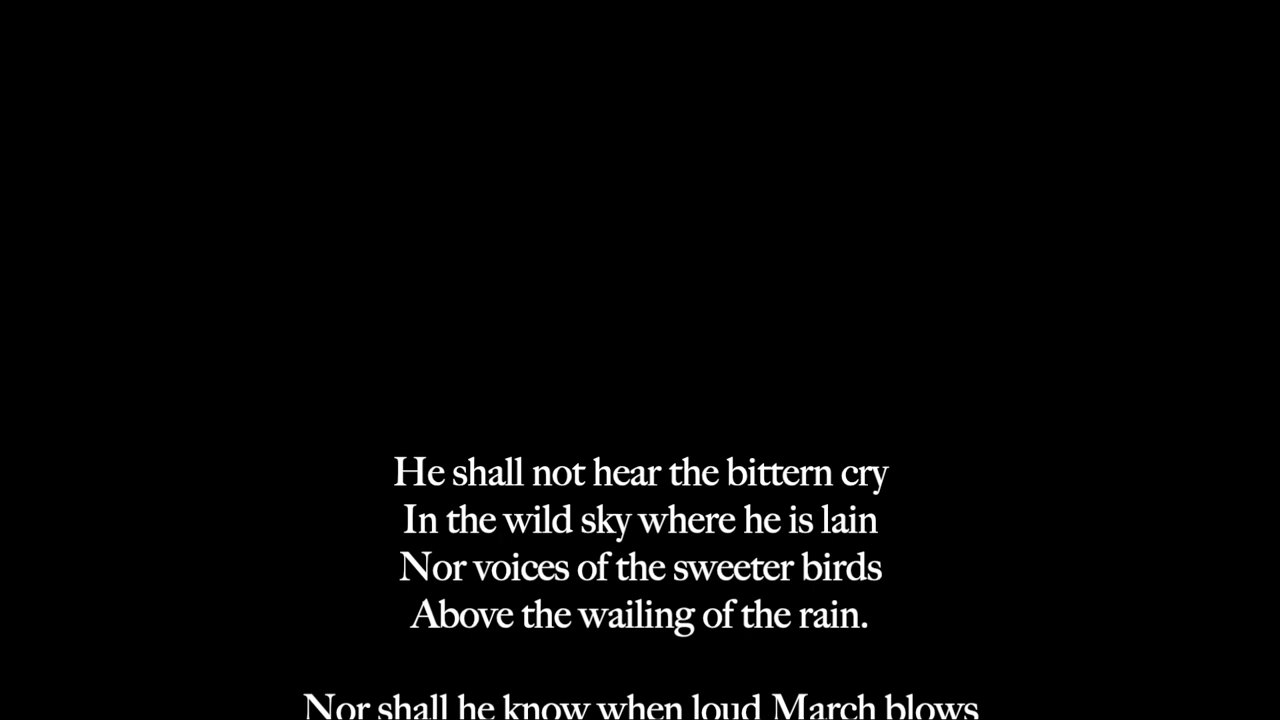 He shall not hear the bittern cry
In the wild sky where he is lain
Nor voices of the sweeter birds
Above the wailing of the rain.
Nor shall he know when loud March blows